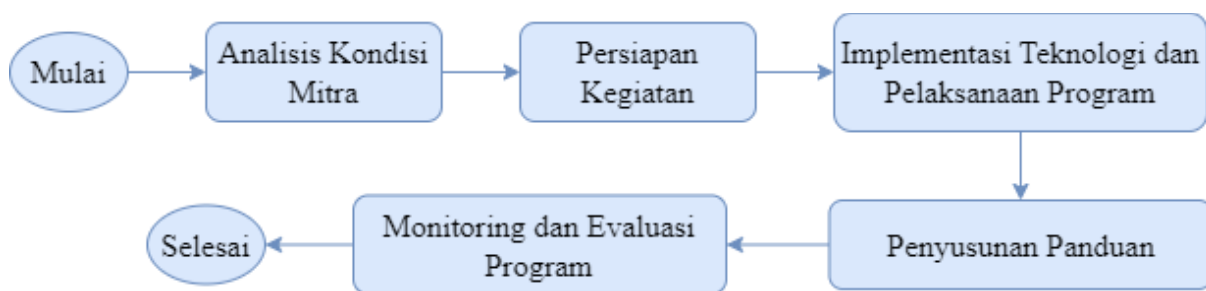 Mulai
Analisis Kondisi
Mitra
Persiapan
Kegiatan
Implementasi Teknologi dan
Pelaksanaan Program
Penyusunan Panduan
Monitoring dan Evaluasi
Program
Selesai